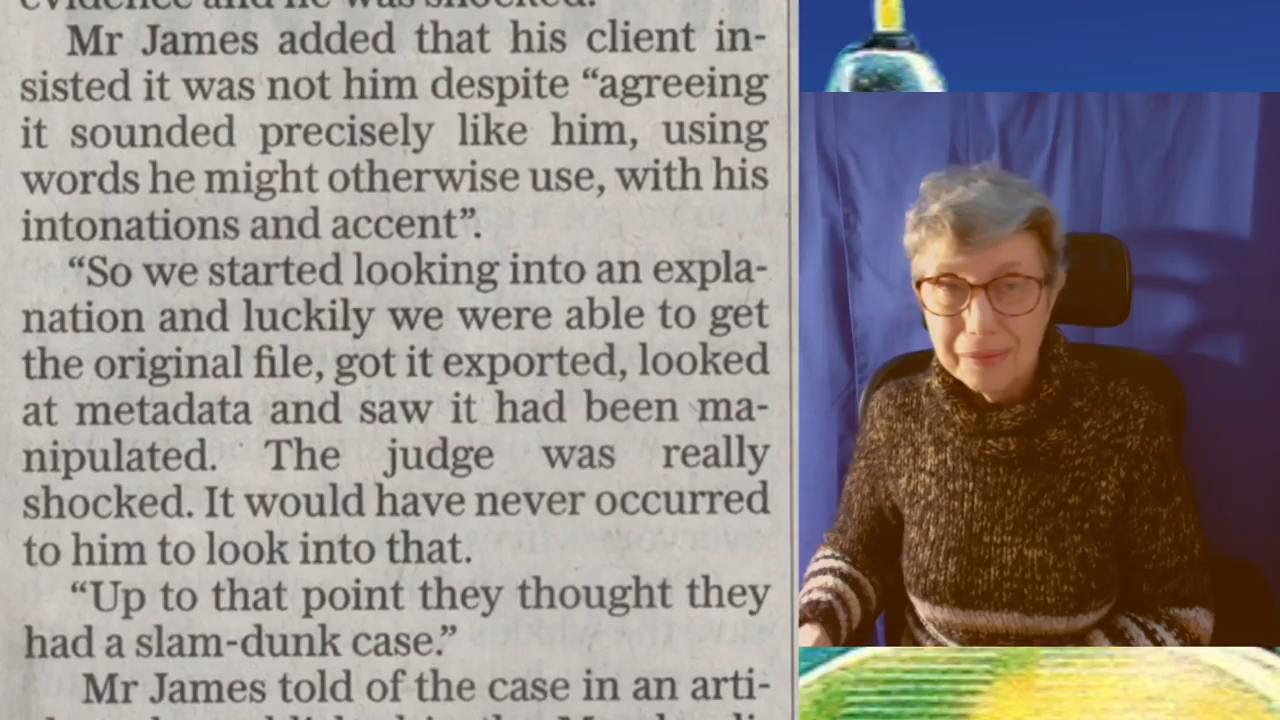 evidence and he was shocked.
Mr James added that his client in-
sisted it was not him despite “agreeing
it sounded precisely like him, using
words he might otherwise use, with his
intonations and accent”.
“So we started looking into an expla-
nation and luckily we were able to get
the original file, got it exported, looked
at metadata and saw it had been ma-
nipulated. The judge was really
shocked. It would have never occurred
to him to look into that.
“Up to that point they thought they
had a slam-dunk case.”
Mr James told of the case in an arti-